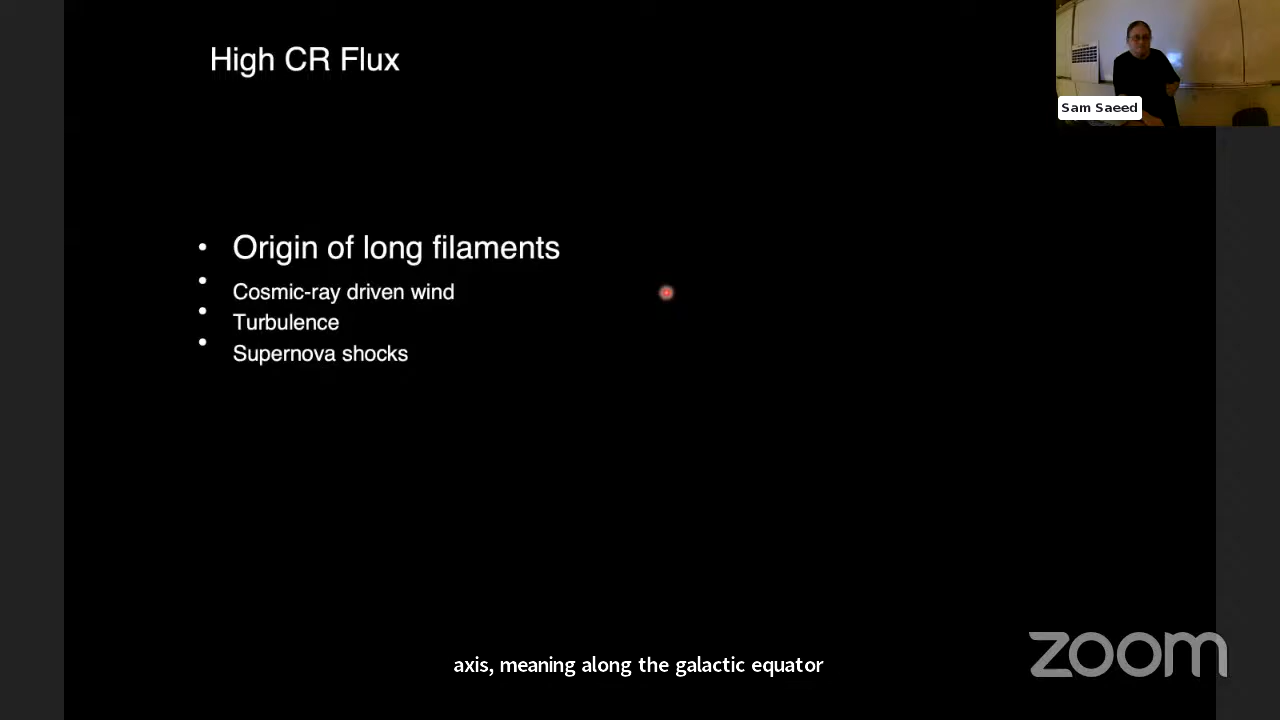 High CR Flux
Sam Saeed
• Origin of long filaments
• Cosmic-ray driven wind
• Turbulence
• Supernova shocks
axis, meaning along the galactic equator
zoom